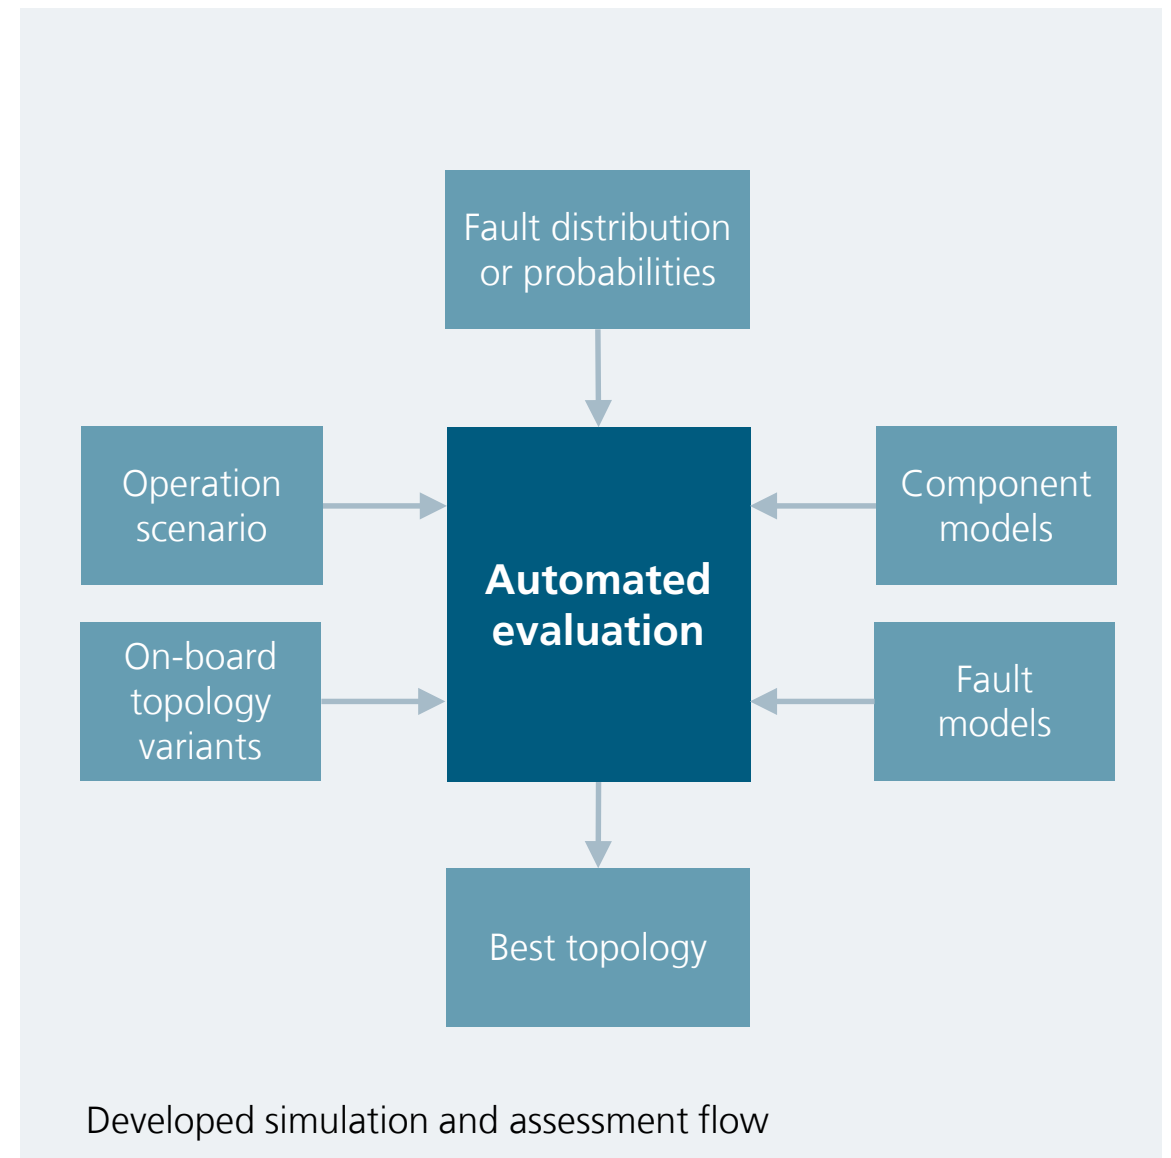 Fault distribution
or probabilities
Operation
scenario
Component
models
Automated
evaluation
On-board
topology
variants
Fault
models
Best topology
Developed simulation and assessment flow